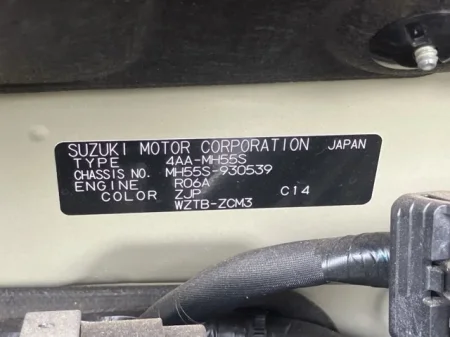 SUZUKI MOTOR CORPORATION JAPAN
TYPE 4AA-MH55S
CHASSIS NO. MH55S-930539
ENGINE R06A
COLOR ZJP C14
WZTB-ZCM3